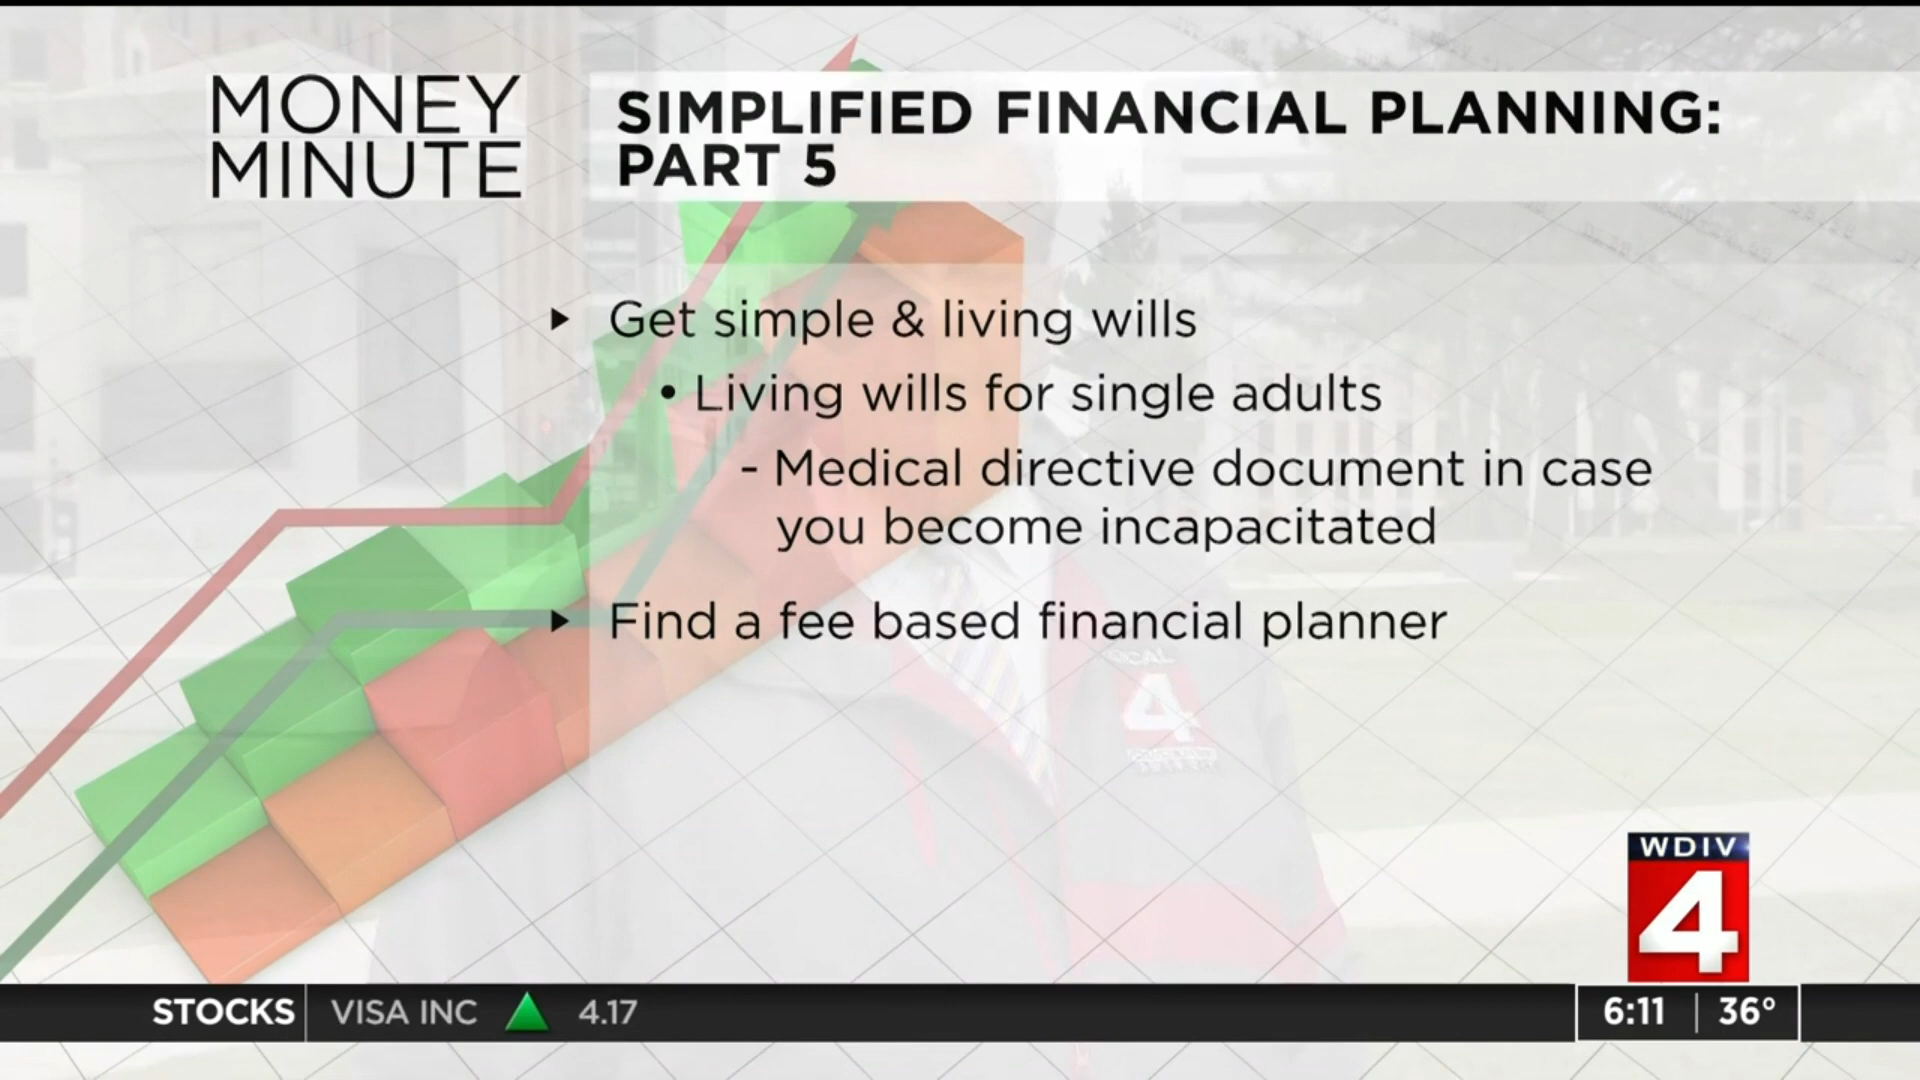 MONEY
MINUTE
SIMPLIFIED FINANCIAL PLANNING:
PART 5
▸ Get simple & living wills
• Living wills for single adults
- Medical directive document in case
you become incapacitated
▸ Find a fee based financial planner
LOCAL
4
WDIV
4
STOCKS VISA INC ▲ 4.17
6:11 36°